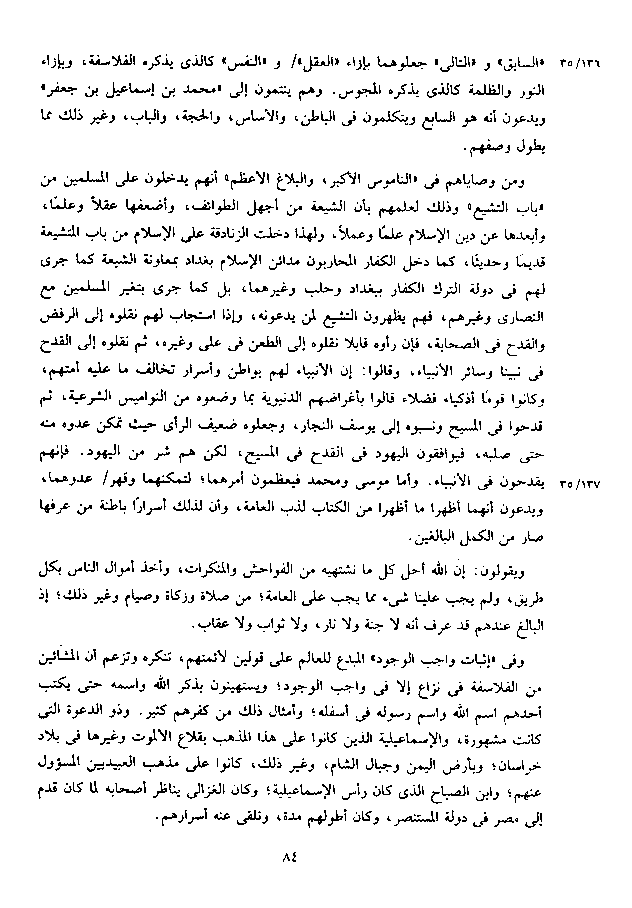 ٣٥/١٣٦ «السابق» و «التالى» جعلوهما بإزاء «العقل»/ و «النفس» كالذى يذكره الفلاسفة، وبإزاء
النور والظلمة كالذى يذكره المجوس. وهم ينتمون إلى «محمد بن إسماعيل بن جعفر»
ويدعون أنه هو السابع ويتكلمون فى الباطن، والأساس، والحجة، والباب، وغير ذلك مما
يطول وصفهم.
ومن وصاياهم فى «الناموس الأكبر، والبلاغ الأعظم» أنهم يدخلون على المسلمين من
«باب التشيع» وذلك لعلمهم بأن الشيعة من أجهل الطوائف، وأضعفها عقلاً وعلمًا،
وأبعدها عن دين الإسلام علمًا وعملاً، ولهذا دخلت الزنادقة على الإسلام من باب المتشيعة
قديمًا وحديثًا، كما دخل الكفار المحاربون مدائن الإسلام بغداد بمعاونة الشيعة كما جرى
لهم فى دولة الترك الكفار ببغداد وحلب وغيرهما، بل كما جرى بتغير المسلمين مع
النصارى وغيرهم، فهم يظهرون التشيع لمن يدعونه، وإذا استجاب لهم نقلوه إلى الرفض
والقدح فى الصحابة، فإن رأوه قابلا نقلوه إلى الطعن فى على وغيره، ثم نقلوه إلى القدح
فى نبينا وسائر الأنبياء، وقالوا: إن الأنبياء لهم بواطن وأسرار تخالف ما عليه أمتهم،
وكانوا قومًا أذكياء فضلاء قالوا بأغراضهم الدنيوية بما وضعوه من النواميس الشرعية، ثم
قدحوا فى المسيح ونسبوه إلى يوسف النجار، وجعلوه ضعيف الرأى حيث تمكن عدوه منه
حتى صلبه، فيوافقون اليهود فى القدح فى المسيح، لكن هم شر من اليهود. فإنهم
٣٥/١٣٧ يقدحون فى الأنبياء. وأما موسى ومحمد فيعظمون أمرهما؛ لتمكنهما وقهر/ عدوهما،
ويدعون أنهما أظهرا ما أظهرا من الكتاب لذب العامة، وأن لذلك أسرارًا باطنة من عرفها
صار من الكمل البالغين.
ويقولون: إن الله أحل كل ما نشتهيه من الفواحش والمنكرات، وأخذ أموال الناس بكل
طريق، ولم يجب علينا شىء مما يجب على العامة؛ من صلاة وزكاة وصيام وغير ذلك؛ إذ
البالغ عندهم قد عرف أنه لا جنة ولا نار، ولا ثواب ولا عقاب.
وفى «إثبات واجب الوجود» المبدع للعالم على قولين لأئمتهم، تنكره وتزعم أن المشَّائين
من الفلاسفة فى نزاع إلا فى واجب الوجود؛ ويستهينون بذكر الله واسمه حتى يكتب
أحدهم اسم الله واسم رسوله فى أسفله؛ وأمثال ذلك من كفرهم كثير. وذو الدعوة التى
كانت مشهورة، والإسماعيلية الذين كانوا على هذا المذهب بقلاع الألموت وغيرها فى بلاد
خراسان؛ وبأرض اليمن وجبال الشام، وغير ذلك، كانوا على مذهب العبيديين المسؤول
عنهم؛ وابن الصباح الذى كان رأس الإسماعيلية؛ وكان الغزالى يناظر أصحابه لما كان قدم
إلى مصر فى دولة المستنصر، وكان أطولهم مدة، وتلقى عنه أسرارهم.
٨٤